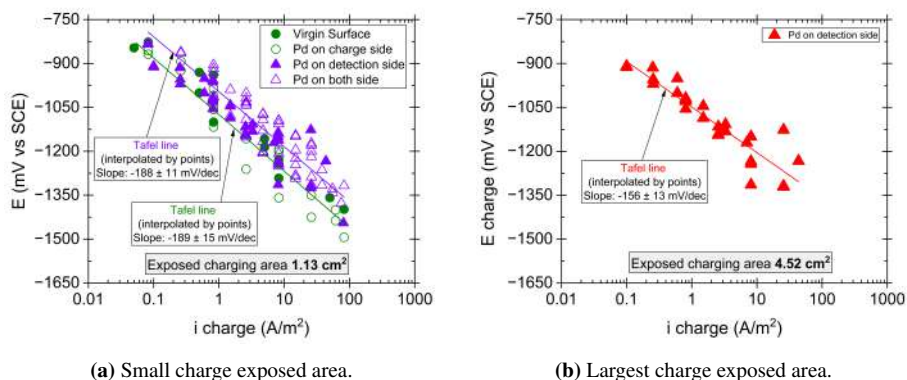 −750
−900
−1050
−1200
−1350
−1500
−1650
E (mV vs SCE)
0.01
0.1
1
10
100
1000
i charge (A/m²)
Virgin Surface
Pd on charge side
Pd on detection side
Pd on both side
Tafel line
(interpolated by points)
Slope: -188 ± 11 mV/dec
Tafel line
(interpolated by points)
Slope: -189 ± 15 mV/dec
Exposed charging area 1.13 cm²
(a) Small charge exposed area.
−750
−900
−1050
−1200
−1350
−1500
−1650
E charge (mV vs SCE)
0.01
0.1
1
10
100
1000
i charge (A/m²)
Pd on detection side
Tafel line
(interpolated by points)
Slope: -156 ± 13 mV/dec
Exposed charging area 4.52 cm²
(b) Largest charge exposed area.